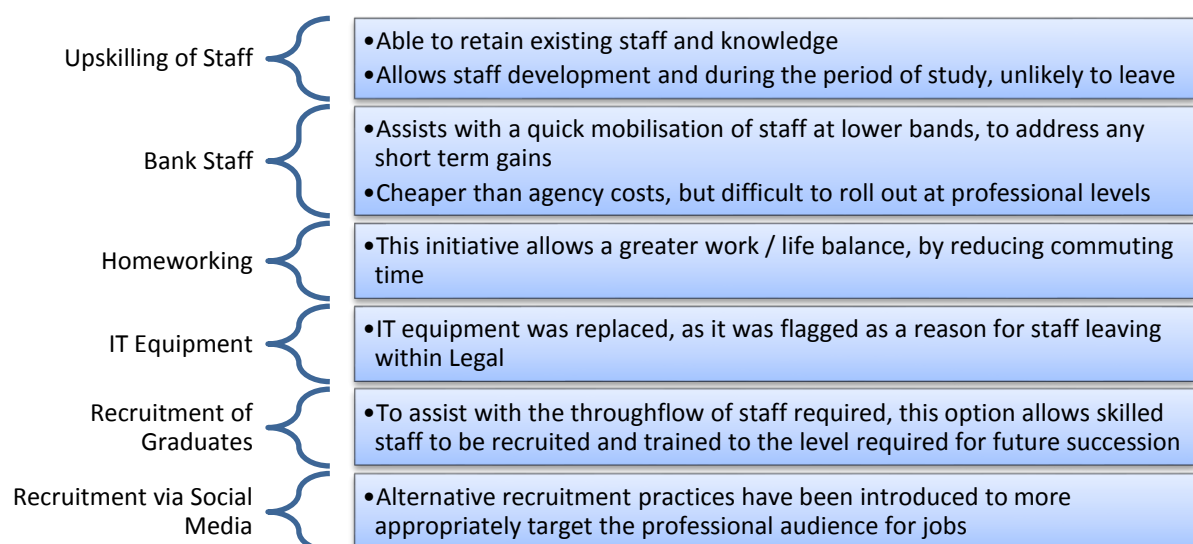 Upskilling of Staff
•Able to retain existing staff and knowledge
•Allows staff development and during the period of study, unlikely to leave
Bank Staff
•Assists with a quick mobilisation of staff at lower bands, to address any
short term gains
•Cheaper than agency costs, but difficult to roll out at professional levels
Homeworking
•This initiative allows a greater work / life balance, by reducing commuting
time
IT Equipment
•IT equipment was replaced, as it was flagged as a reason for staff leaving
within Legal
Recruitment of
Graduates
•To assist with the throughflow of staff required, this option allows skilled
staff to be recruited and trained to the level required for future succession
Recruitment via Social
Media
•Alternative recruitment practices have been introduced to more
appropriately target the professional audience for jobs